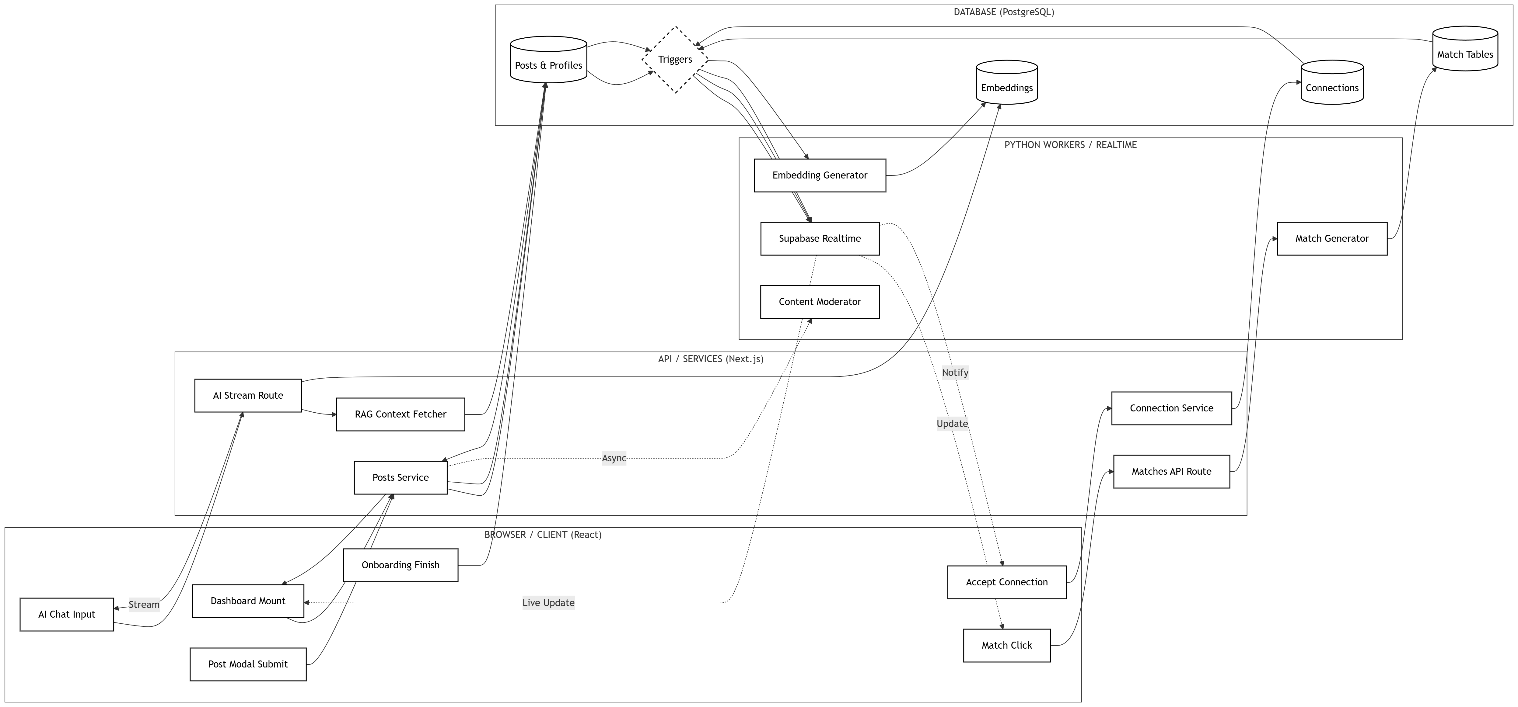 DATABASE (PostgreSQL)
Posts & Profiles
Triggers
Embeddings
Connections
Match Tables
PYTHON WORKERS / REALTIME
Embedding Generator
Supabase Realtime
Match Generator
Content Moderator
API / SERVICES (Next.js)
AI Stream Route
RAG Context Fetcher
Notify
Connection Service
Update
Async
Posts Service
Matches API Route
BROWSER / CLIENT (React)
Onboarding Finish
Accept Connection
Dashboard Mount
Live Update
Stream
AI Chat Input
Match Click
Post Modal Submit